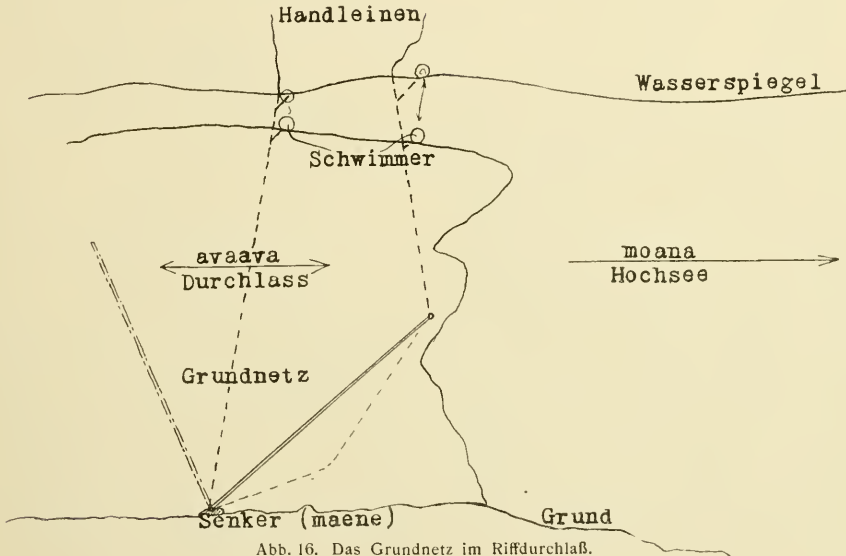 Handleinen
Wasserspiegel
Schwimmer
avaava
Durchlass
moana
Hochsee
Grundnetz
Senker (maene)
Grund
Abb. 16. Das Grundnetz im Riffdurchlaß.